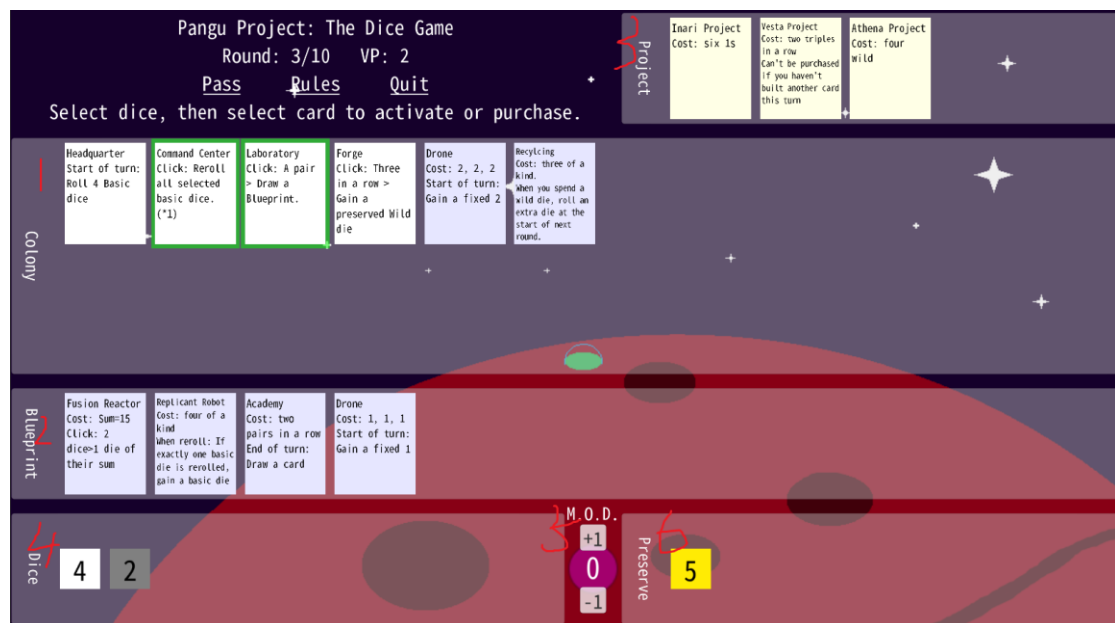 Pangu Project: The Dice Game
Round: 3/10 VP: 2
Pass Rules Quit
Select dice, then select card to activate or purchase.
3
Project
Inari Project
Cost: six 1s
Vesta Project
Cost: two triples
in a row
Can't be purchased
if you haven't
built another card
this turn
Athena Project
Cost: four
wild
1
Colony
Headquarter
Start of turn:
Roll 4 Basic
dice
Command Center
Click: Reroll
all selected
basic dice.
(*1)
Laboratory
Click: A pair
> Draw a
Blueprint.
Forge
Click: Three
in a row >
Gain a
preserved Wild
die
Drone
Cost: 2, 2, 2
Start of turn:
Gain a fixed 2
Recylcing
Cost: three of a
kind.
When you spend a
wild die, roll an
extra die at the
start of next
round.
2
Blueprint
Fusion Reactor
Cost: Sum=15
Click: 2
dice>1 die of
their sum
Replicant Robot
Cost: four of a
kind
When reroll: If
exactly one basic
die is rerolled,
gain a basic die
Academy
Cost: two
pairs in a row
End of turn:
Draw a card
Drone
Cost: 1, 1, 1
Start of turn:
Gain a fixed 1
4
Dice
4 2
5
M.O.D.
+1
0
-1
6
Preserve
5